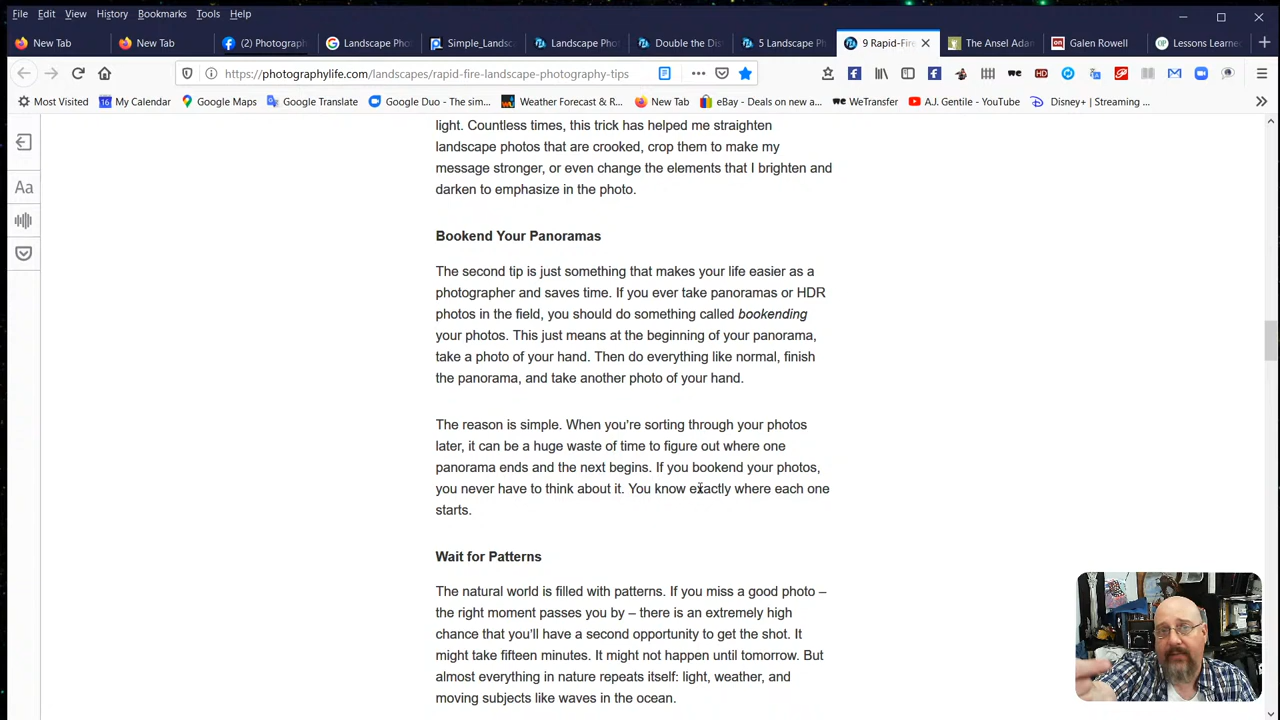 File Edit View History Bookmarks Tools Help
New Tab
New Tab
(2) Photograph
Landscape Pho
Simple_Landsc
Landscape Pho
Double the Dis
5 Landscape Ph
9 Rapid-Fire
The Ansel Adan
Galen Rowell
Lessons Learne
https://photographylife.com/landscapes/rapid-fire-landscape-photography-tips
Most Visited
16 My Calendar
Google Maps
Google Translate
Google Duo - The sim...
Weather Forecast & R...
New Tab
eBay - Deals on new a...
we WeTransfer
A.J. Gentile - YouTube
Disney+ | Streaming ...
Aa
light. Countless times, this trick has helped me straighten
landscape photos that are crooked, crop them to make my
message stronger, or even change the elements that I brighten and
darken to emphasize in the photo.
Bookend Your Panoramas
The second tip is just something that makes your life easier as a
photographer and saves time. If you ever take panoramas or HDR
photos in the field, you should do something called bookending
your photos. This just means at the beginning of your panorama,
take a photo of your hand. Then do everything like normal, finish
the panorama, and take another photo of your hand.
The reason is simple. When you're sorting through your photos
later, it can be a huge waste of time to figure out where one
panorama ends and the next begins. If you bookend your photos,
you never have to think about it. You know exactly where each one
starts.
Wait for Patterns
The natural world is filled with patterns. If you miss a good photo –
the right moment passes you by – there is an extremely high
chance that you'll have a second opportunity to get the shot. It
might take fifteen minutes. It might not happen until tomorrow. But
almost everything in nature repeats itself: light, weather, and
moving subjects like waves in the ocean.